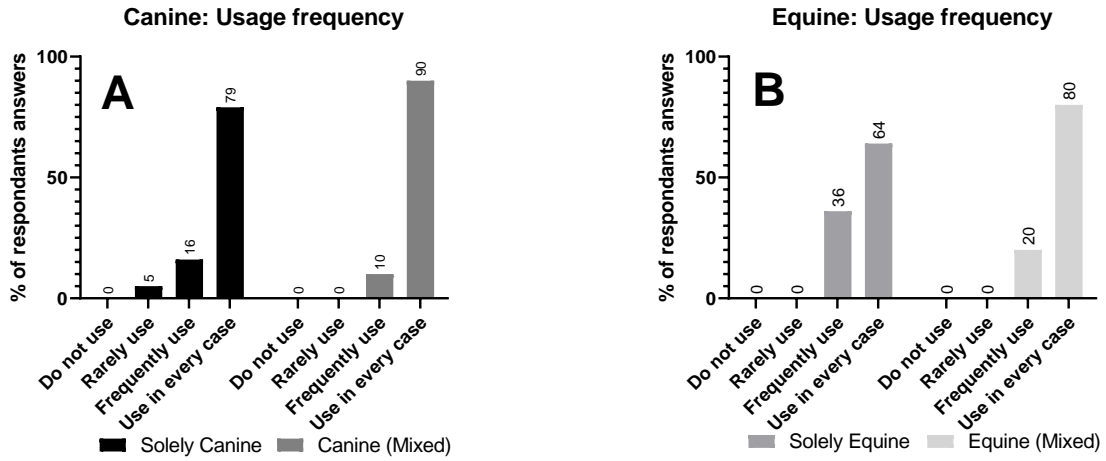 Canine: Usage frequency
% of respondants answers
100
50
0
A
0
5
16
79
0
0
10
90
Do not use
Rarely use
Frequently use
Use in every case
Do not use
Rarely use
Frequently use
Use in every case
Solely Canine
Canine (Mixed)
Equine: Usage frequency
% of respondants answers
100
50
0
B
0
0
36
64
0
0
20
80
Do not use
Rarely use
Frequently use
Use in every case
Do not use
Rarely use
Frequently use
Use in every case
Solely Equine
Equine (Mixed)